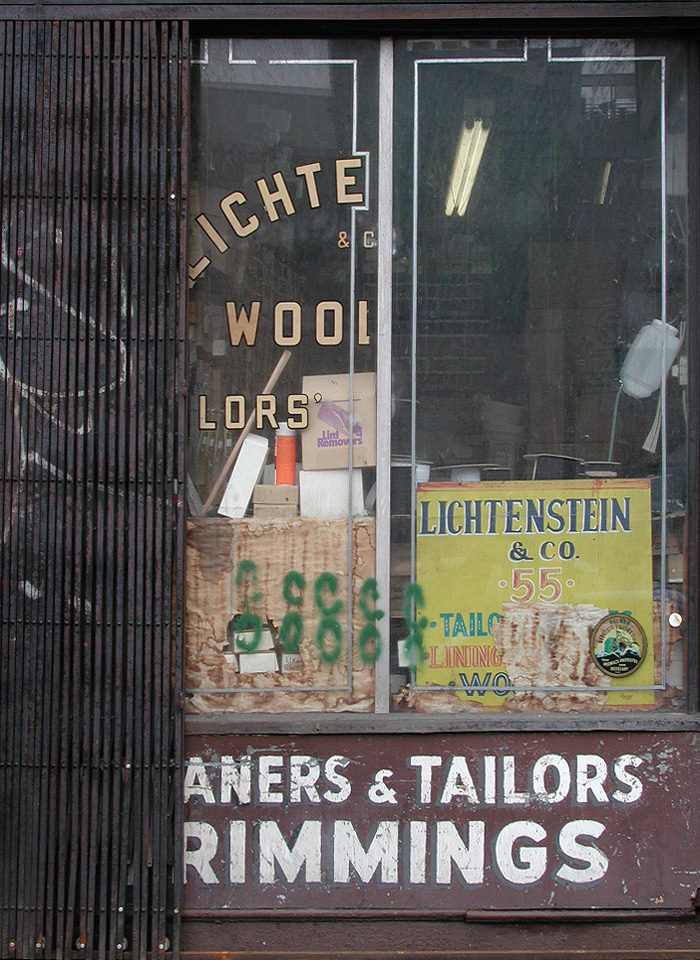 LICHTE
& C
WOOL
LORS'
Lint
Removers
LICHTENSTEIN
& CO.
·55·
·TAILO
LINING
& WO
ANERS & TAILORS
RIMMINGS